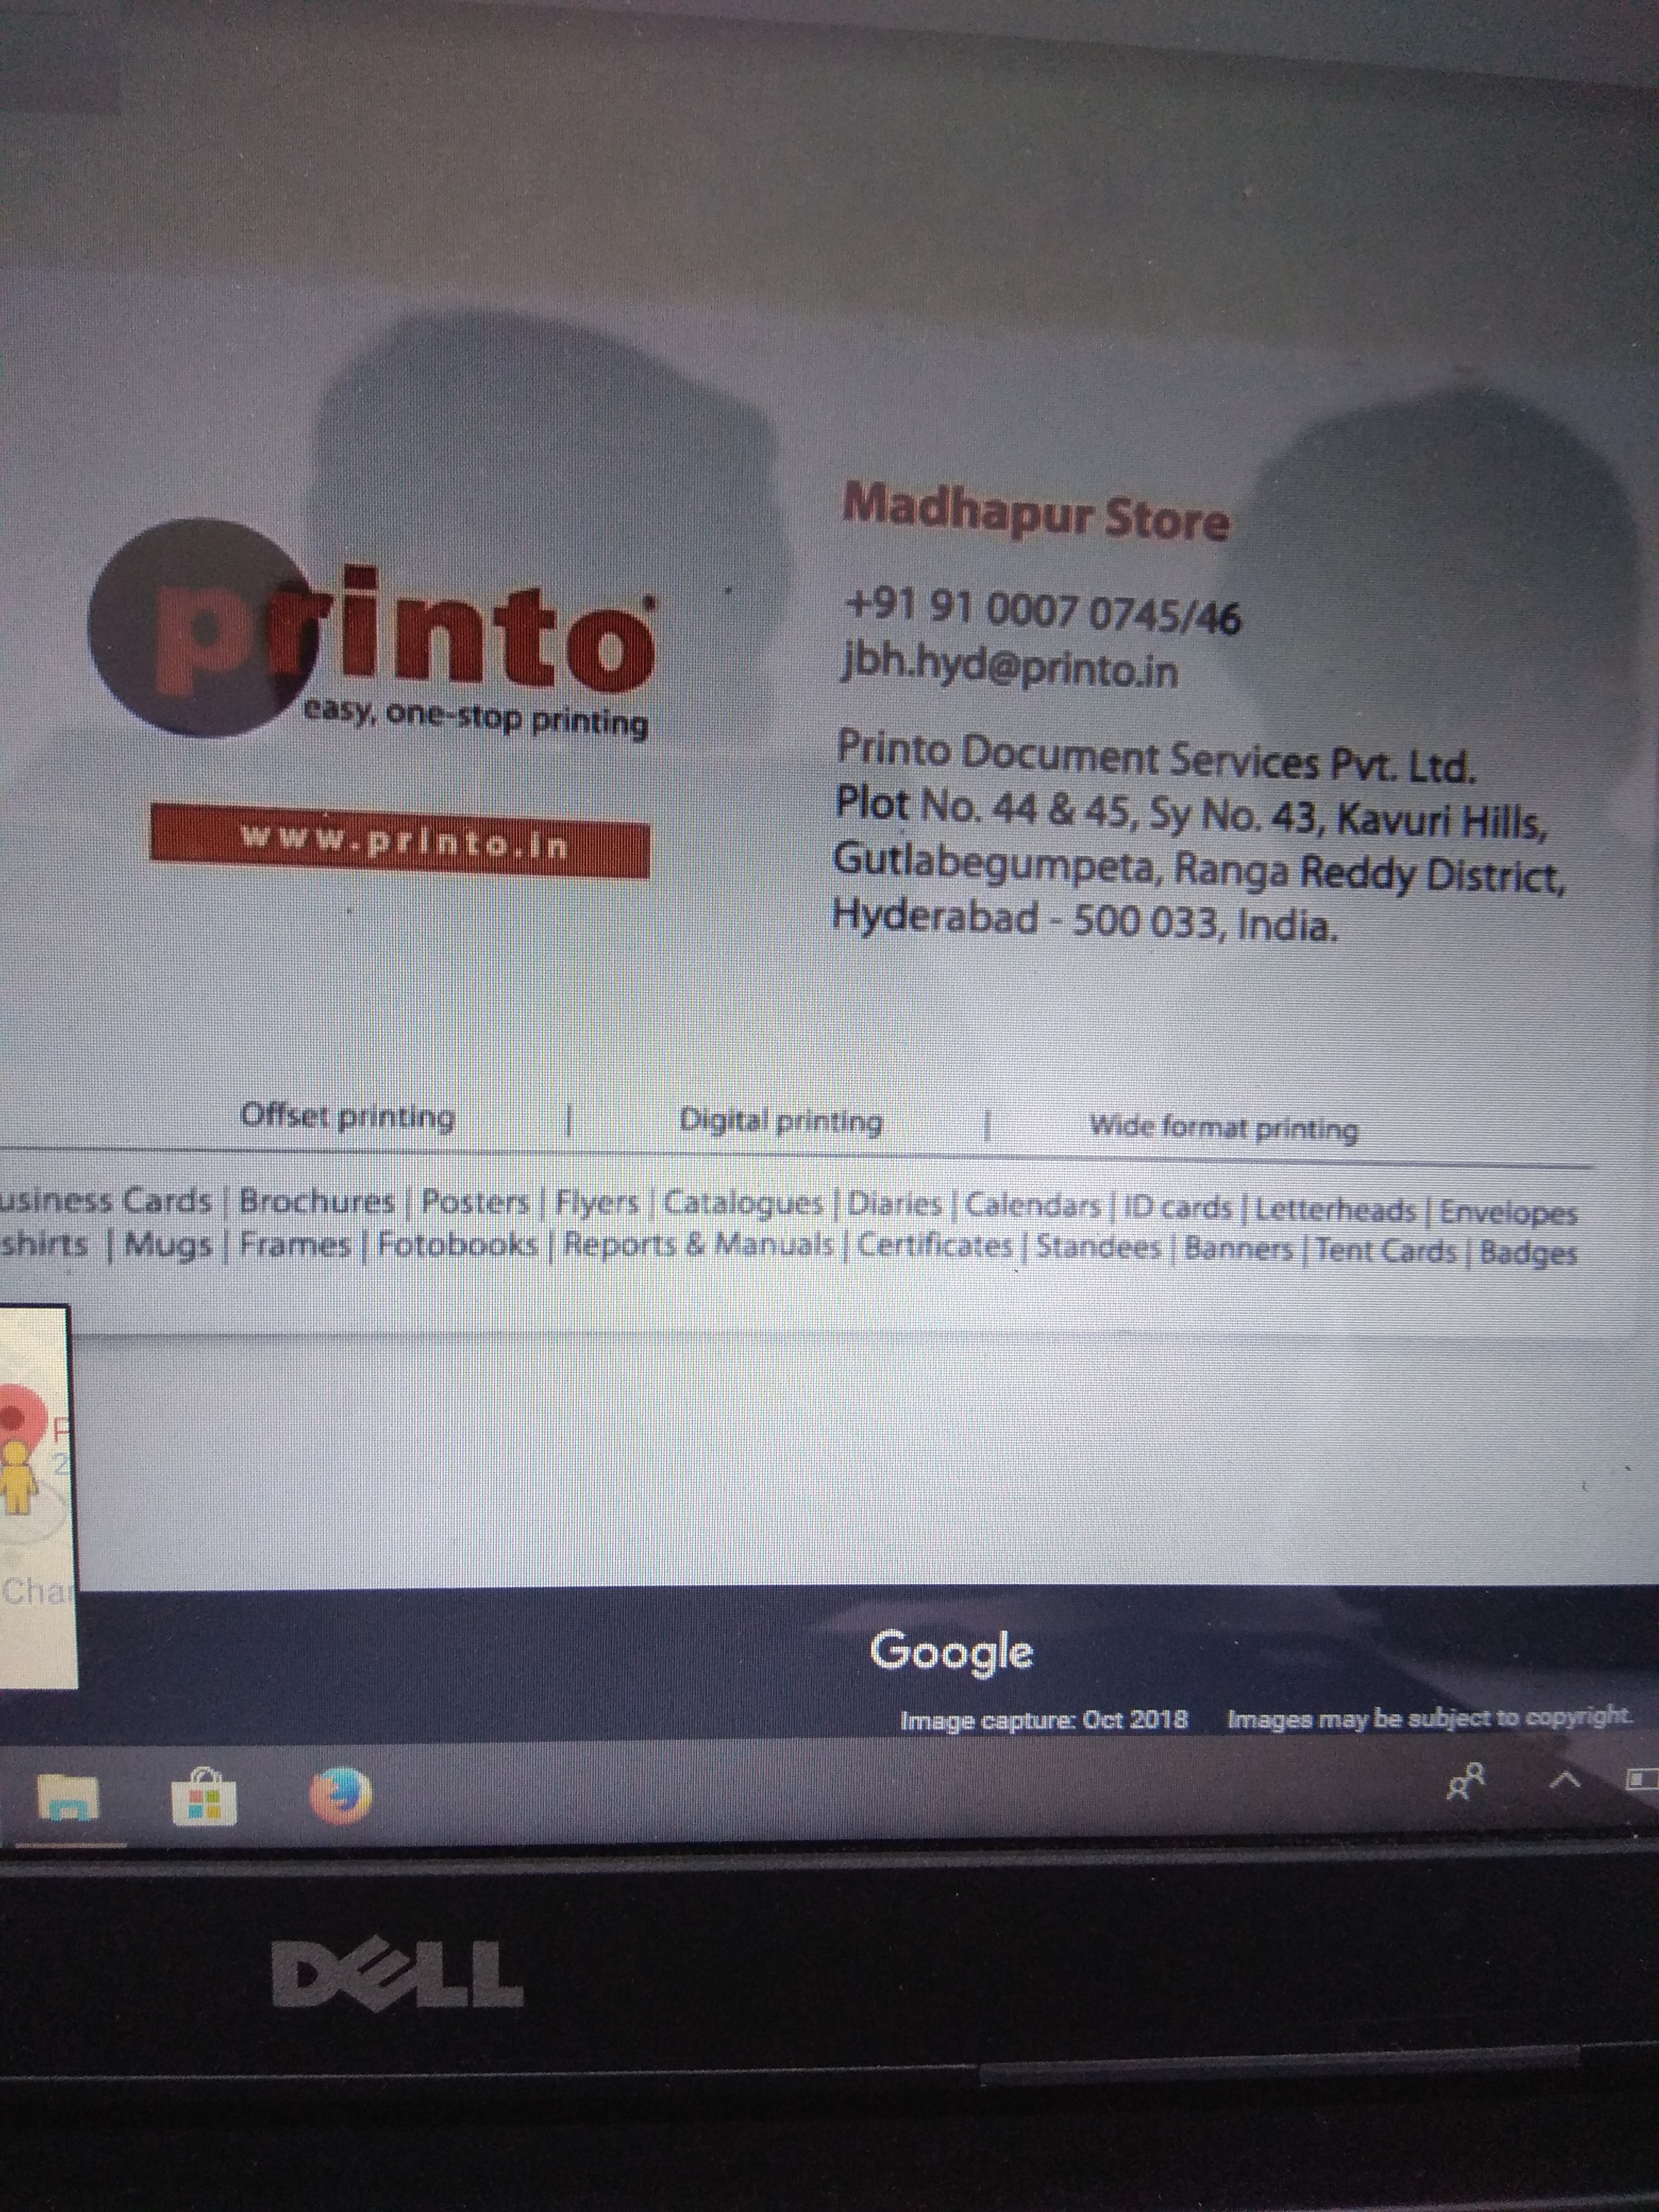 printo
easy, one-stop printing
www.printo.in
Madhapur Store
+91 91 0007 0745/46
jbh.hyd@printo.in
Printo Document Services Pvt. Ltd.
Plot No. 44 & 45, Sy No. 43, Kavuri Hills,
Gutlabegumpeta, Ranga Reddy District,
Hyderabad - 500 033, India.
Offset printing | Digital printing | Wide format printing
usiness Cards | Brochures | Posters | Flyers | Catalogues | Diaries | Calendars | ID cards | Letterheads | Envelopes
shirts | Mugs | Frames | Fotobooks | Reports & Manuals | Certificates | Standees | Banners | Tent Cards | Badges
P
2
Char
Google
Image capture: Oct 2018 Images may be subject to copyright.
DELL